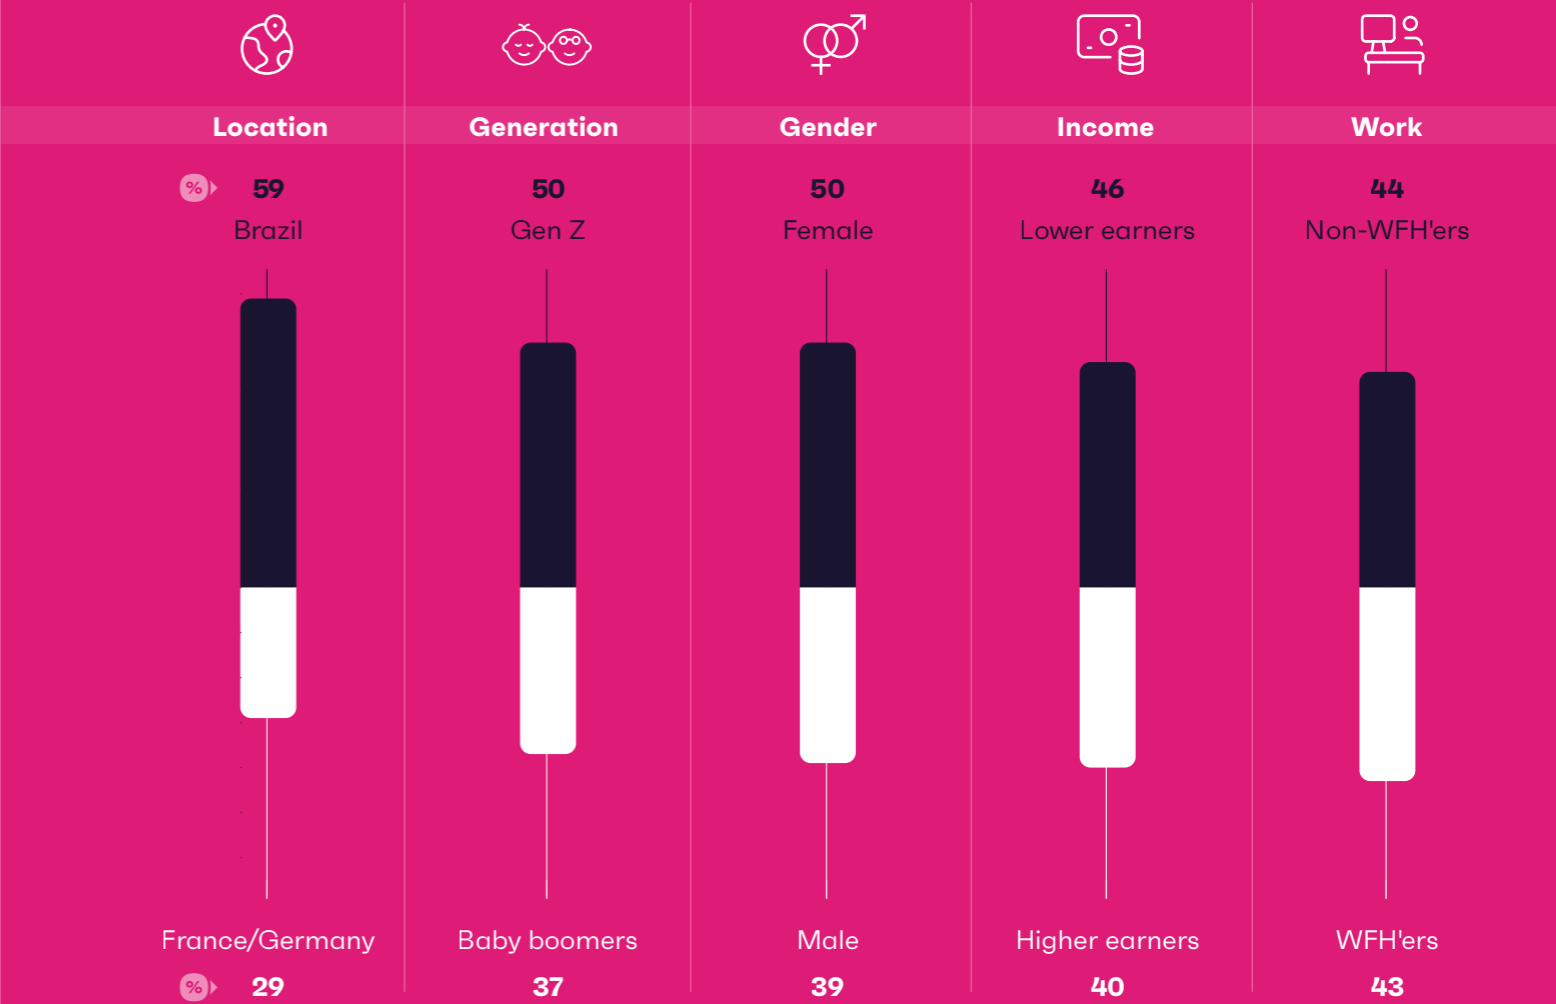 Location Generation Gender Income Work
% 59 50 50 46 44
Brazil Gen Z Female Lower earners Non-WFH'ers
France/Germany Baby boomers Male Higher earners WFH'ers
% 29 37 39 40 43